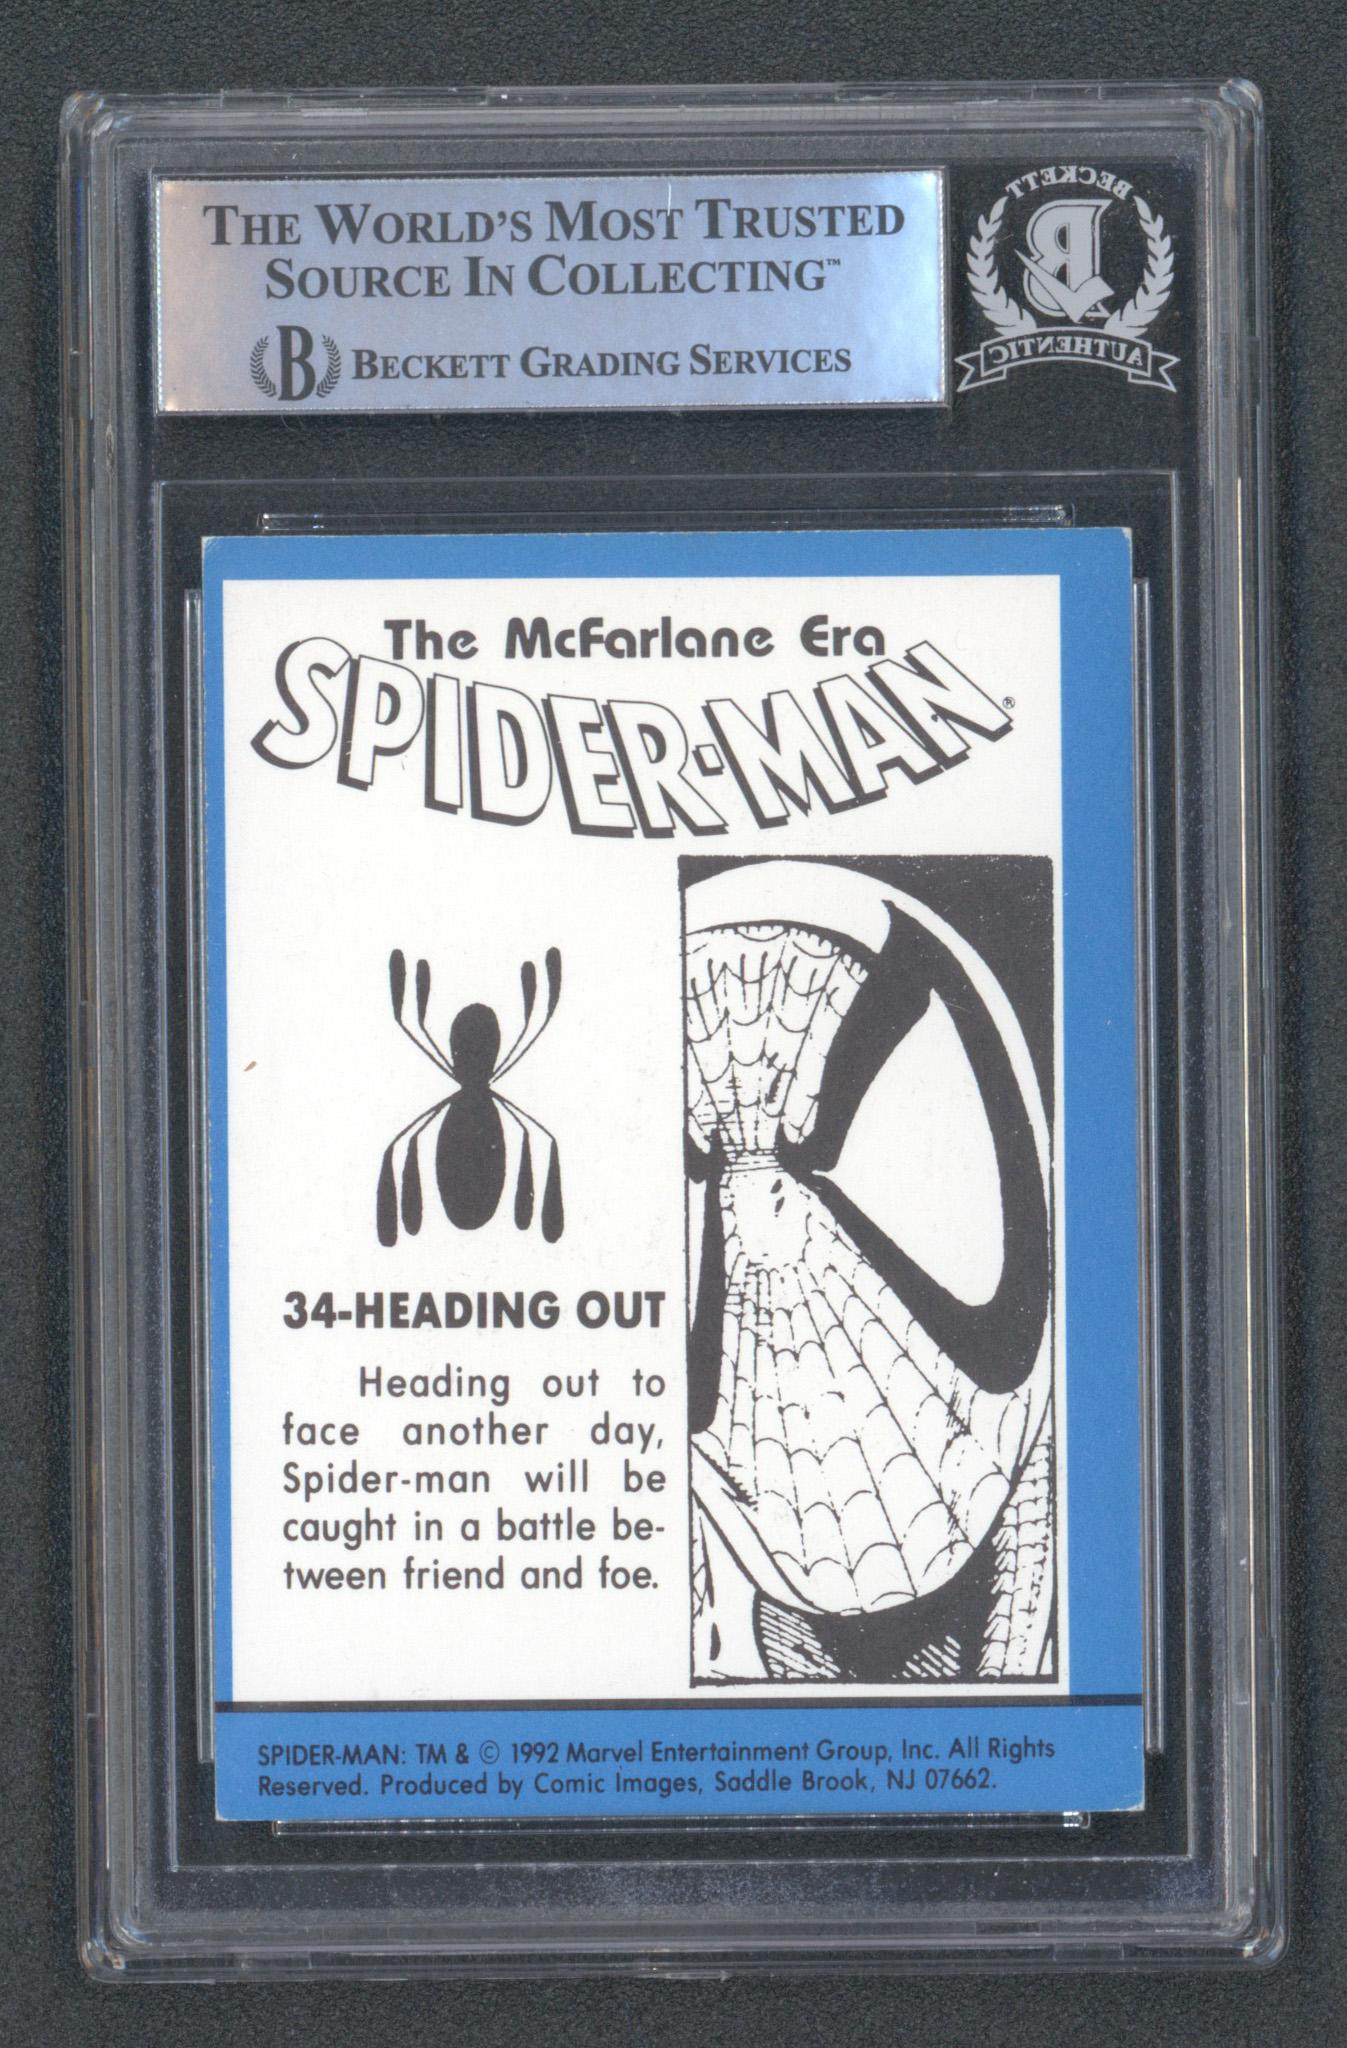 THE WORLD'S MOST TRUSTED
SOURCE IN COLLECTING™
B BECKETT GRADING SERVICES
BECKETT
B
AUTHENTIC
The McFarlane Era
SPIDER-MAN®
34-HEADING OUT
Heading out to
face another day,
Spider-man will be
caught in a battle be-
tween friend and foe.
SPIDER-MAN: TM & © 1992 Marvel Entertainment Group, Inc. All Rights
Reserved. Produced by Comic Images, Saddle Brook, NJ 07662.